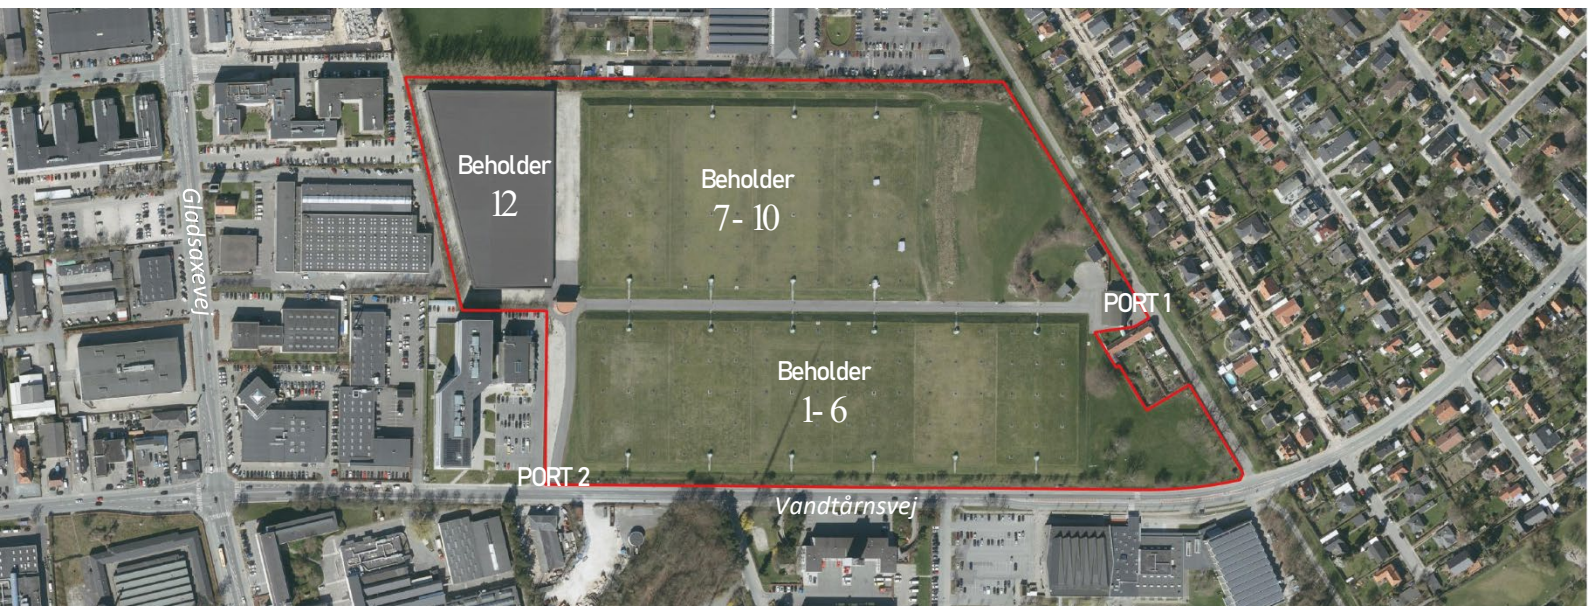 Beholder
12
Beholder
7- 10
Gladsaxevej
PORT 1
Beholder
1- 6
PORT 2
Vandtårnsvej